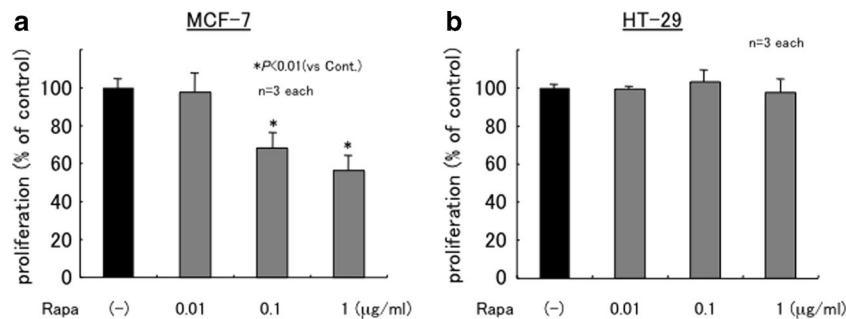 a
MCF-7
*P<0.01(vs Cont.)
n=3 each
proliferation (% of control)
100
80
60
40
20
0
*
*
Rapa (-) 0.01 0.1 1 (μg/ml)
b
HT-29
n=3 each
proliferation (% of control)
100
80
60
40
20
0
Rapa (-) 0.01 0.1 1 (μg/ml)